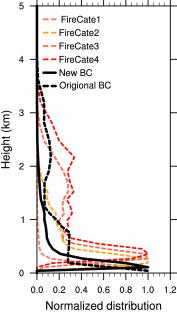 5
FireCate1
FireCate2
FireCate3
FireCate4
New BC
Origional BC
4
3
2
1
0
Height (km)
0.0 0.2 0.4 0.6 0.8 1.0 1.2
Normalized distribution